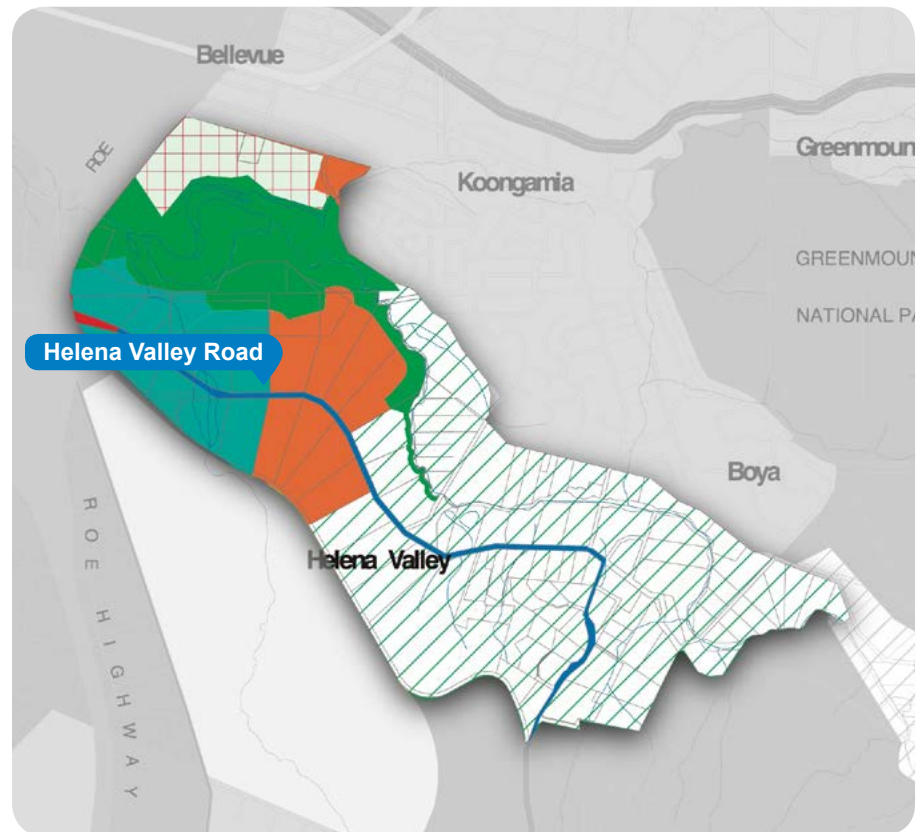 Bellevue
ROE
Greenmoun
Koongamia
GREENMOUN
NATIONAL PA
Helena Valley Road
Boya
ROE HIGHWAY
Helena Valley